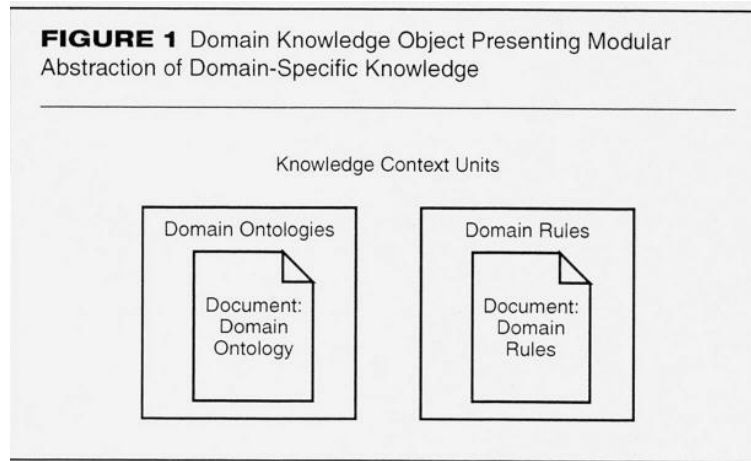 FIGURE 1 Domain Knowledge Object Presenting Modular
Abstraction of Domain-Specific Knowledge
Knowledge Context Units
Domain Ontologies
Document:
Domain
Ontology
Domain Rules
Document:
Domain
Rules